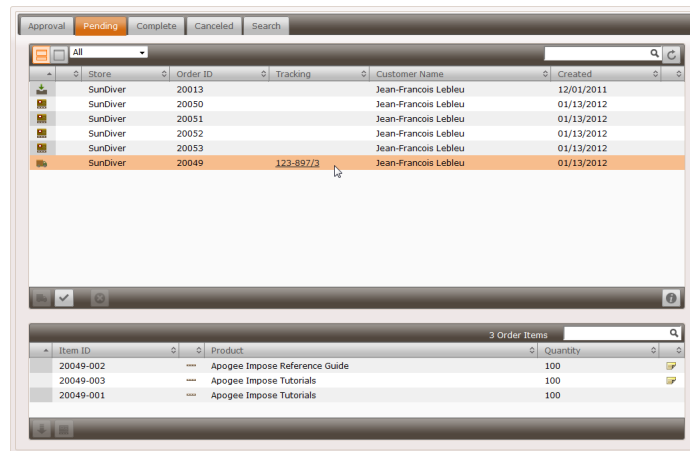 Approval Pending Complete Canceled Search
All
Store Order ID Tracking Customer Name Created
SunDiver 20013 Jean-Francois Lebleu 12/01/2011
SunDiver 20050 Jean-Francois Lebleu 01/13/2012
SunDiver 20051 Jean-Francois Lebleu 01/13/2012
SunDiver 20052 Jean-Francois Lebleu 01/13/2012
SunDiver 20053 Jean-Francois Lebleu 01/13/2012
SunDiver 20049 123-897/3 Jean-Francois Lebleu 01/13/2012
3 Order Items
Item ID Product Quantity
20049-002 Apogee Impose Reference Guide 100
20049-003 Apogee Impose Tutorials 100
20049-001 Apogee Impose Tutorials 100